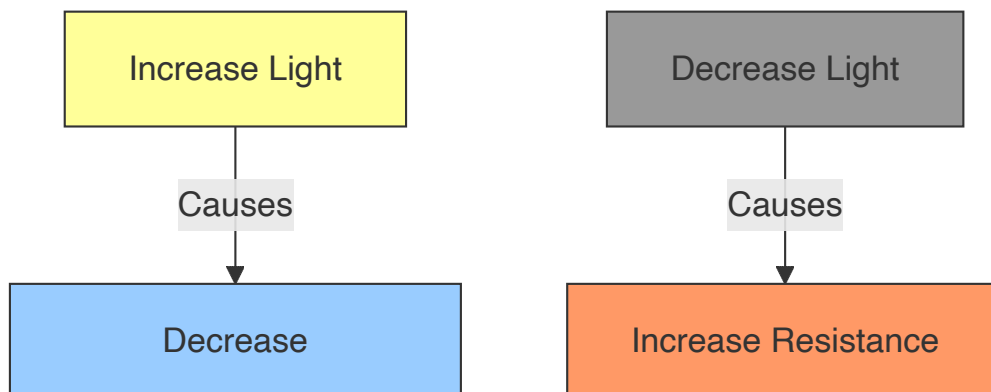 Increase Light
Decrease Light
Causes
Causes
Decrease
Increase Resistance